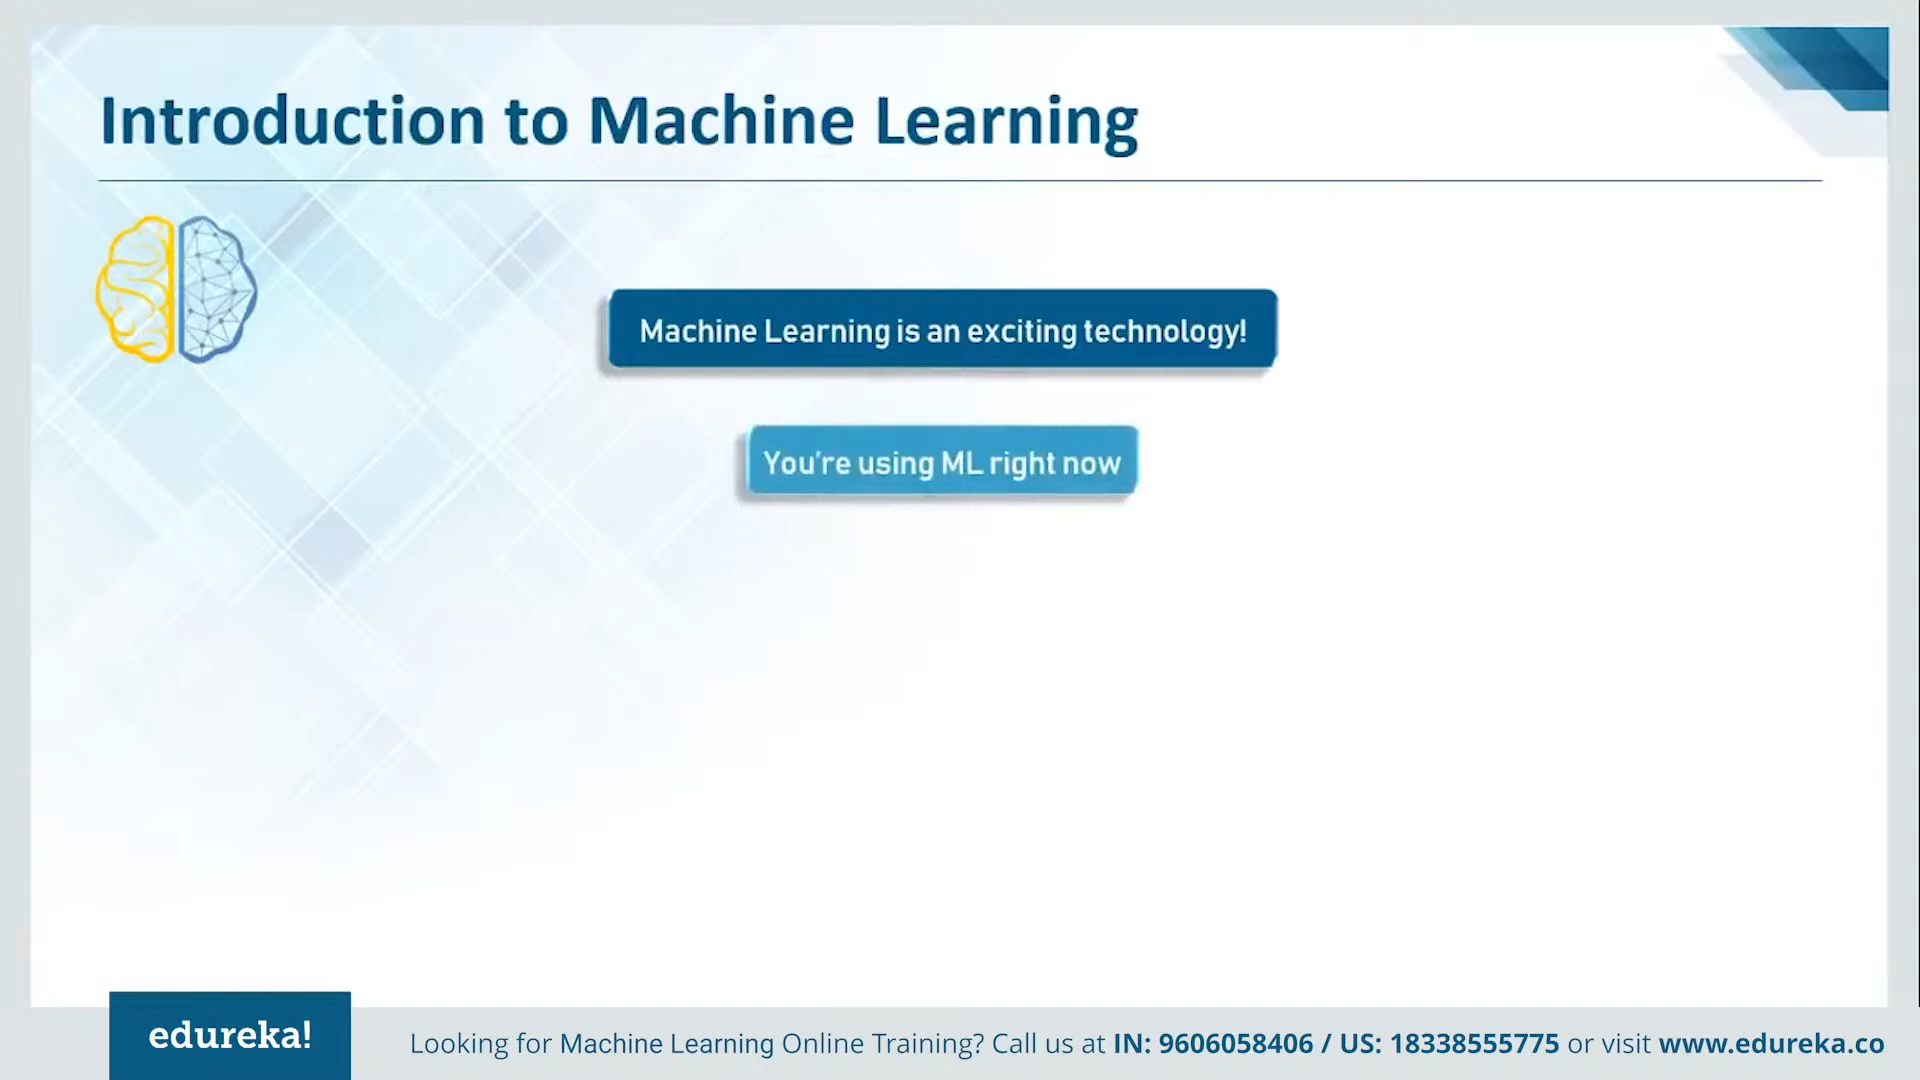 Introduction to Machine Learning
Machine Learning is an exciting technology!
You're using ML right now
edureka!
Looking for Machine Learning Online Training? Call us at IN: 9606058406 / US: 18338555775 or visit www.edureka.co